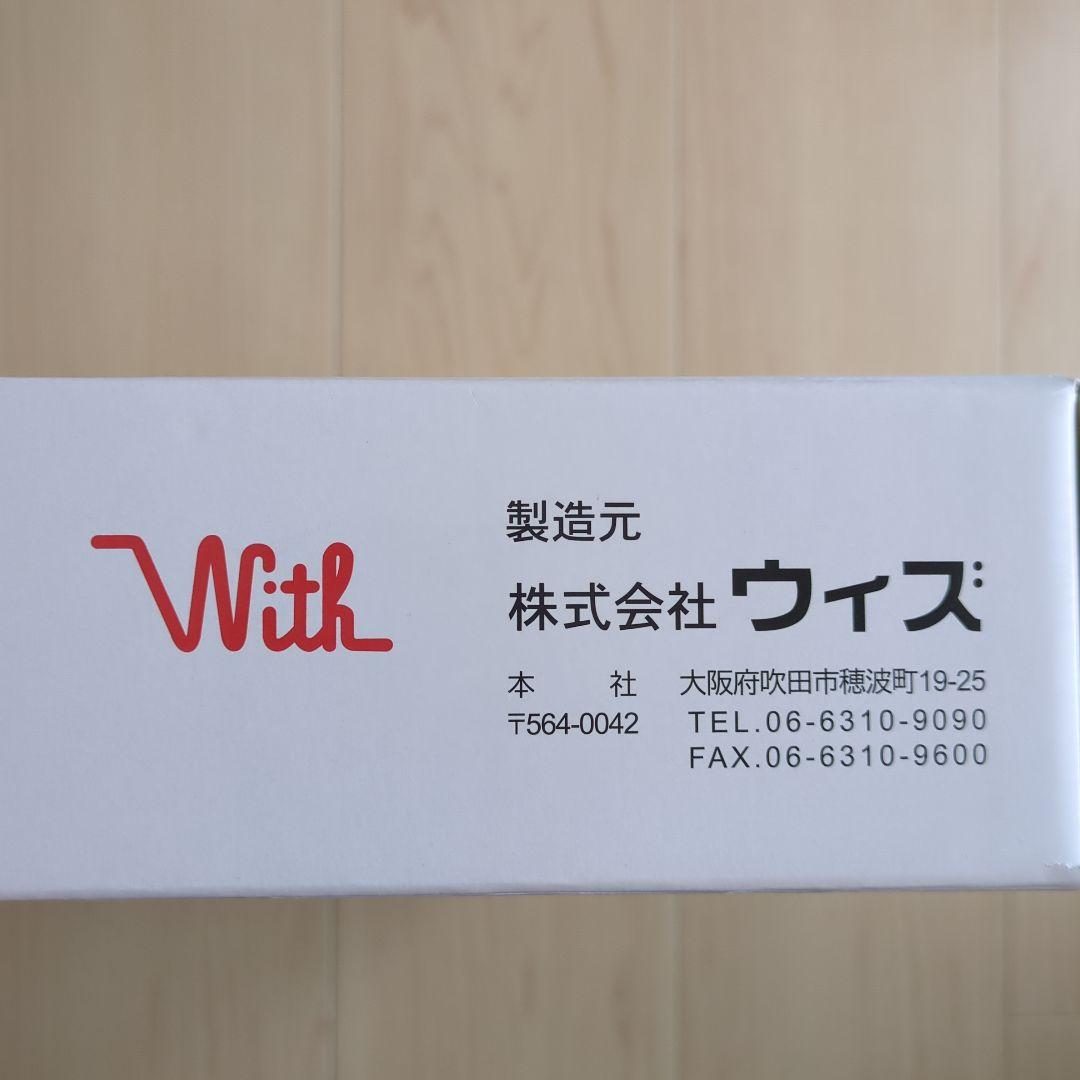 With
製造元
株式会社ウィズ
本 社 大阪府吹田市穂波町19-25
〒564-0042 TEL.06-6310-9090
FAX.06-6310-9600